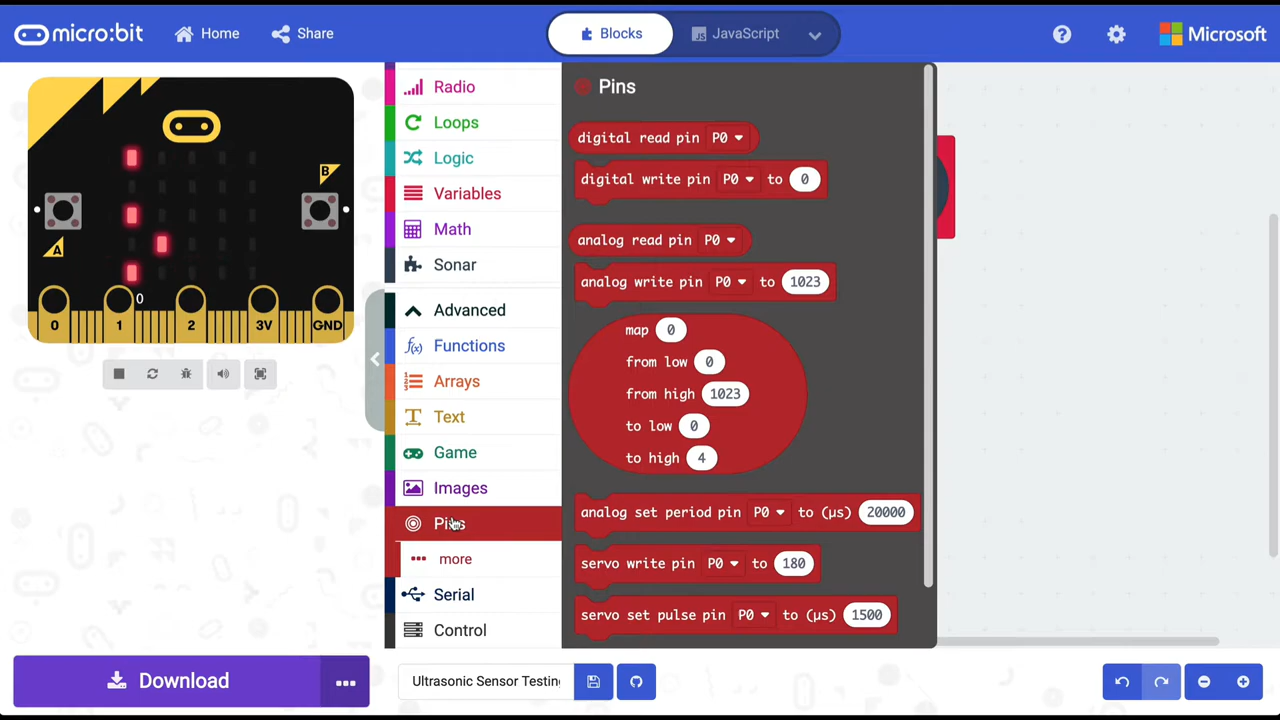 micro:bit
Home
Share
Blocks
JavaScript
Microsoft
A
B
0
0
1
2
3V
GND
Radio
Loops
Logic
Variables
Math
Sonar
Advanced
Functions
Arrays
Text
Game
Images
Pins
more
Serial
Control
Pins
digital read pin P0
digital write pin P0 to 0
analog read pin P0
analog write pin P0 to 1023
map 0
from low 0
from high 1023
to low 0
to high 4
analog set period pin P0 to (µs) 20000
servo write pin P0 to 180
servo set pulse pin P0 to (µs) 1500
Download
Ultrasonic Sensor Testing